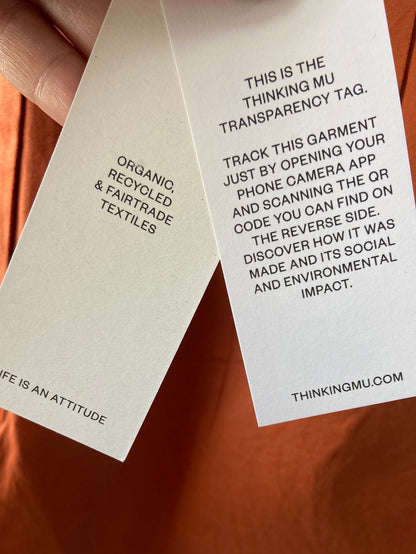 ORGANIC,
RECYCLED
& FAIRTRADE
TEXTILES
IFE IS AN ATTITUDE
THIS IS THE
THINKING MU
TRANSPARENCY TAG.
TRACK THIS GARMENT
JUST BY OPENING YOUR
PHONE CAMERA APP
AND SCANNING THE QR
CODE YOU CAN FIND ON
THE REVERSE SIDE.
DISCOVER HOW IT WAS
MADE AND ITS SOCIAL
AND ENVIRONMENTAL
IMPACT.
THINKINGMU.COM